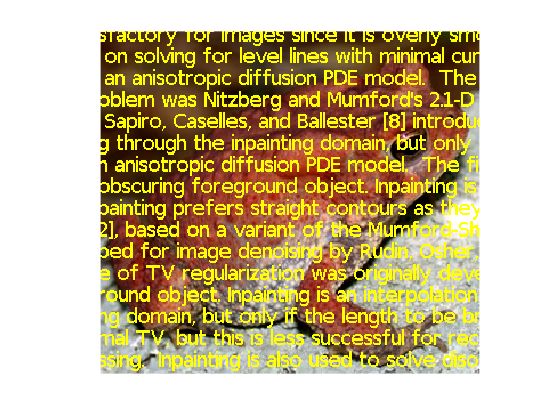 sfactory for images since it is overly smo
on solving for level lines with minimal cur
an anisotropic diffusion PDE model. The
oblem was Nitzberg and Mumford's 2.1-D
Sapiro, Caselles, and Ballester [8] introdu
g through the inpainting domain, but only
n anisotropic diffusion PDE model. The fi
obscuring foreground object. Inpainting is
painting prefers straight contours as they
2], based on a variant of the Mumford-Sh
ped for image denoising by Rudin, Osher,
e of TV regularization was originally deve
round object. Inpainting is an interpolation
ng domain, but only if the length to be br
mal TV, but this is less successful for rec
ssing. Inpainting is also used to solve diso